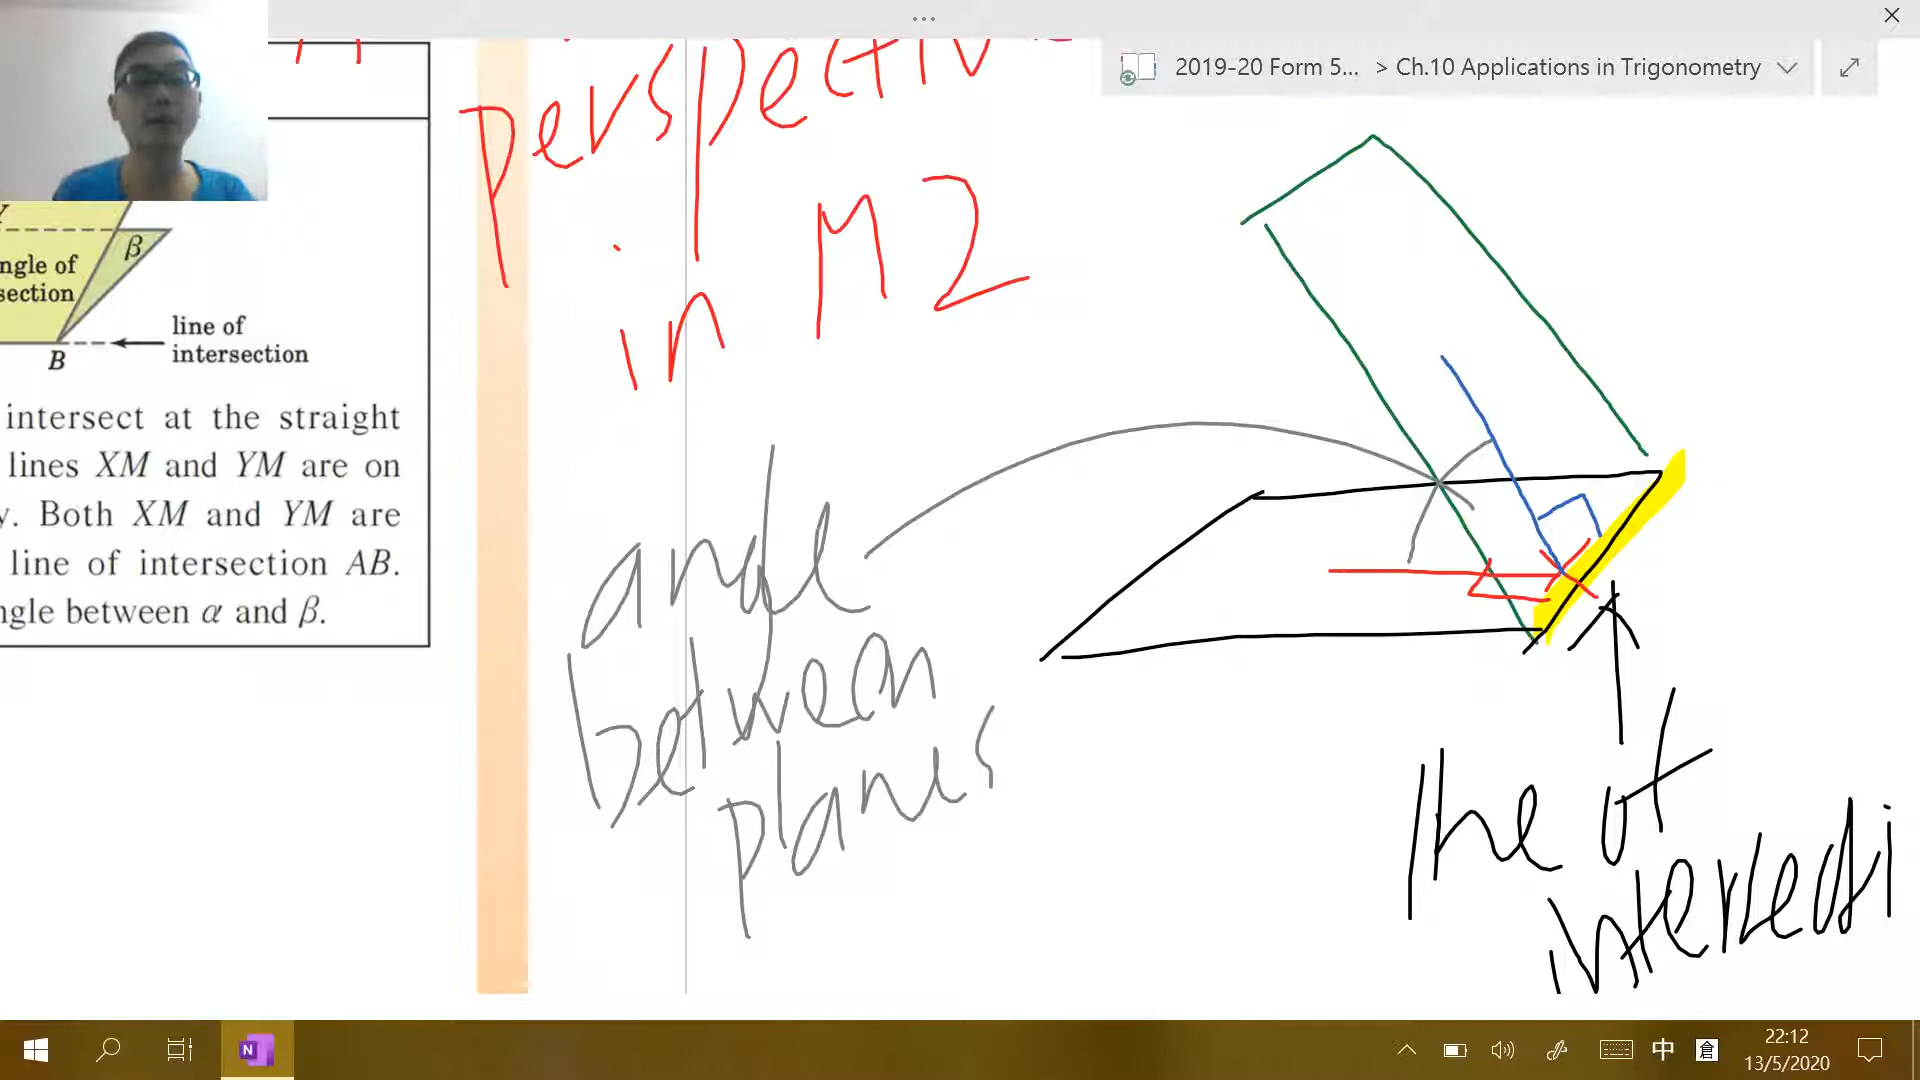 2019-20 Form 5... > Ch.10 Applications in Trigonometry
perspectiv
in M2
β
ngle of
section
line of
intersection
B
intersect at the straight
lines XM and YM are on
y. Both XM and YM are
line of intersection AB.
ngle between α and β.
angle
between
planes
line of
intersecti
N
中
倉
22:12
13/5/2020